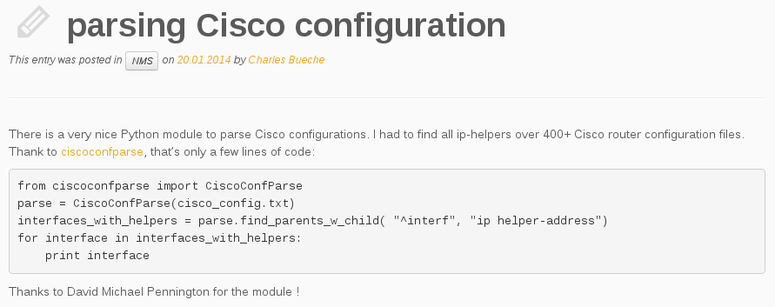 parsing Cisco configuration
This entry was posted in NMS on 20.01.2014 by Charles Bueche
There is a very nice Python module to parse Cisco configurations. I had to find all ip-helpers over 400+ Cisco router configuration files.
Thank to ciscoconfparse, that's only a few lines of code:
from ciscoconfparse import CiscoConfParse
parse = CiscoConfParse(cisco_config.txt)
interfaces_with_helpers = parse.find_parents_w_child( "^interf", "ip helper-address")
for interface in interfaces_with_helpers:
    print interface
Thanks to David Michael Pennington for the module !